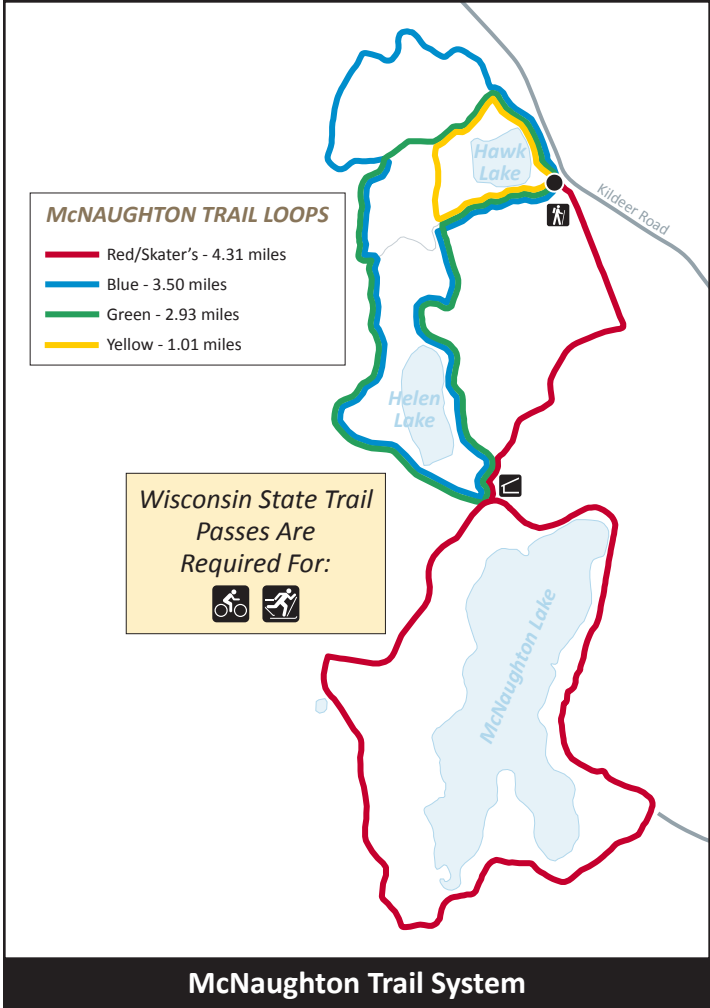 Hawk
Lake
Kildeer Road
McNAUGHTON TRAIL LOOPS
Red/Skater's - 4.31 miles
Blue - 3.50 miles
Green - 2.93 miles
Yellow - 1.01 miles
Helen
Lake
Wisconsin State Trail
Passes Are
Required For:
McNaughton Lake
McNaughton Trail System